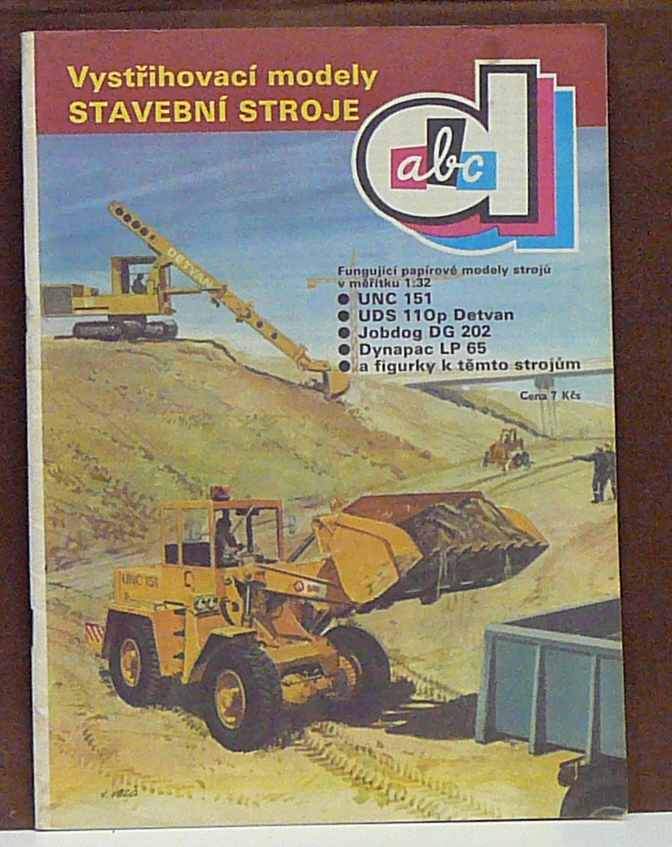 Vystřihovací modely
STAVEBNÍ STROJE
d
abc
Fungující papírové modely strojů
v měřítku 1:32
● UNC 151
● UDS 110p Detvan
● Jobdog DG 202
● Dynapac LP 65
● a figurky k těmto strojům
Cena 7 Kčs
DETVAN
UNC 151